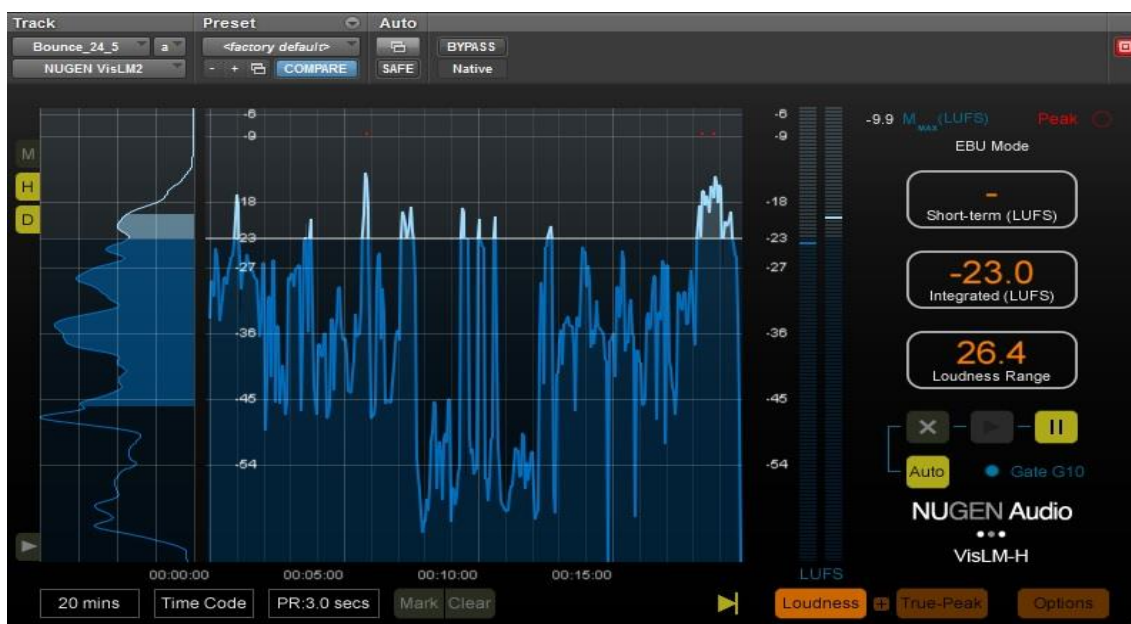 Track Preset Auto
Bounce_24_5 a <factory default> BYPASS
NUGEN VisLM2 - + COMPARE SAFE Native
-6 -6 -9.9 M MAX (LUFS) Peak
-9 -9 EBU Mode
M
H
D
-18 -18 -
Short-term (LUFS)
-23 -23
-27 -27 -23.0
Integrated (LUFS)
-36 -36 26.4
Loudness Range
-45 -45
-54 -54 Auto Gate G10
NUGEN Audio
VisLM-H
00:00:00 00:05:00 00:10:00 00:15:00 LUFS
20 mins Time Code PR:3.0 secs Mark Clear Loudness + True-Peak Options